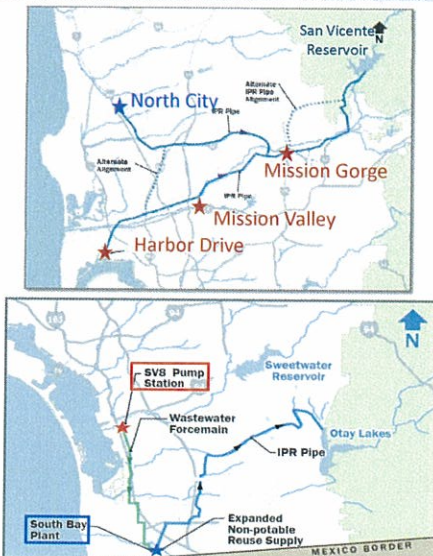 San Vicente
Reservoir
N
North City
Alternate
IPR Pipe
Alignment
IPR Pipe
Alternate
Alignment
Mission Gorge
IPR Pipe
Mission Valley
Harbor Drive
N
SV8 Pump
Station
Sweetwater
Reservoir
Wastewater
Forcemain
Otay Lakes
IPR Pipe
South Bay
Plant
Expanded
Non-potable
Reuse Supply
MEXICO BORDER